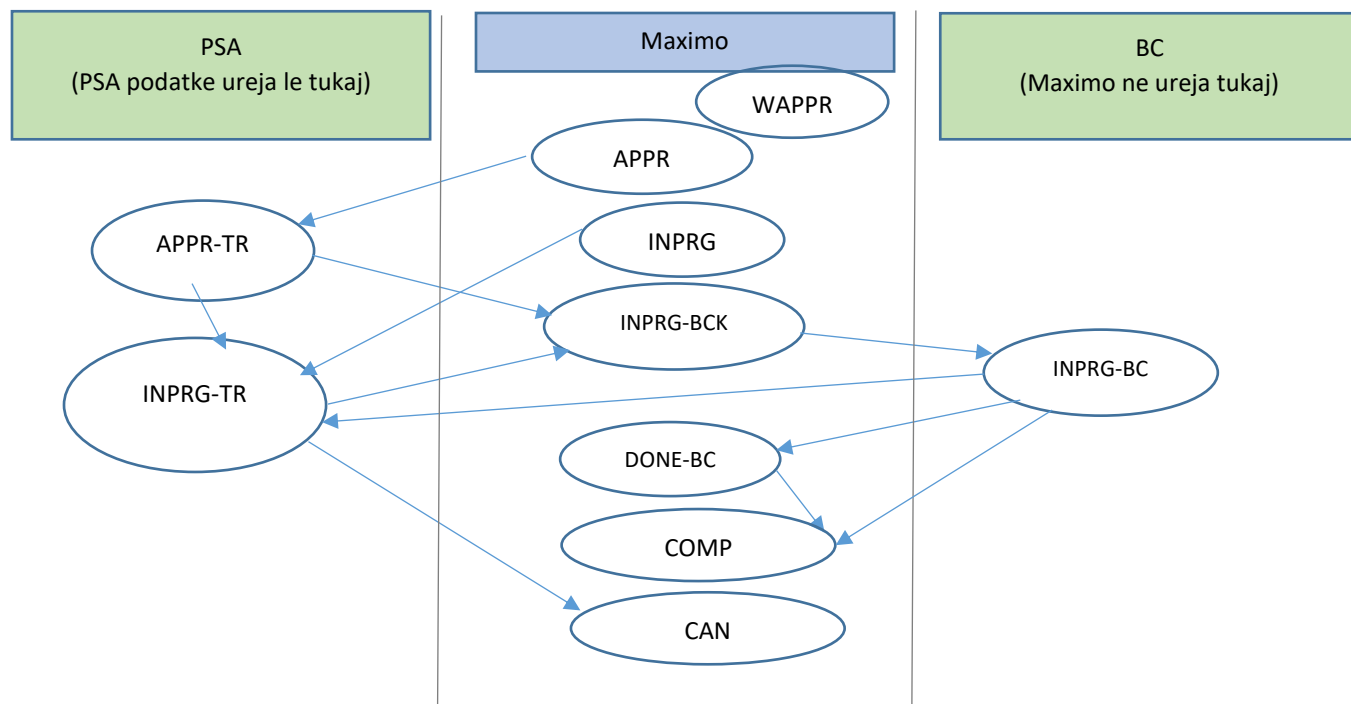 PSA
(PSA podatke ureja le tukaj)
Maximo
BC
(Maximo ne ureja tukaj)
WAPPR
APPR
APPR-TR
INPRG
INPRG-BCK
INPRG-TR
INPRG-BC
DONE-BC
COMP
CAN